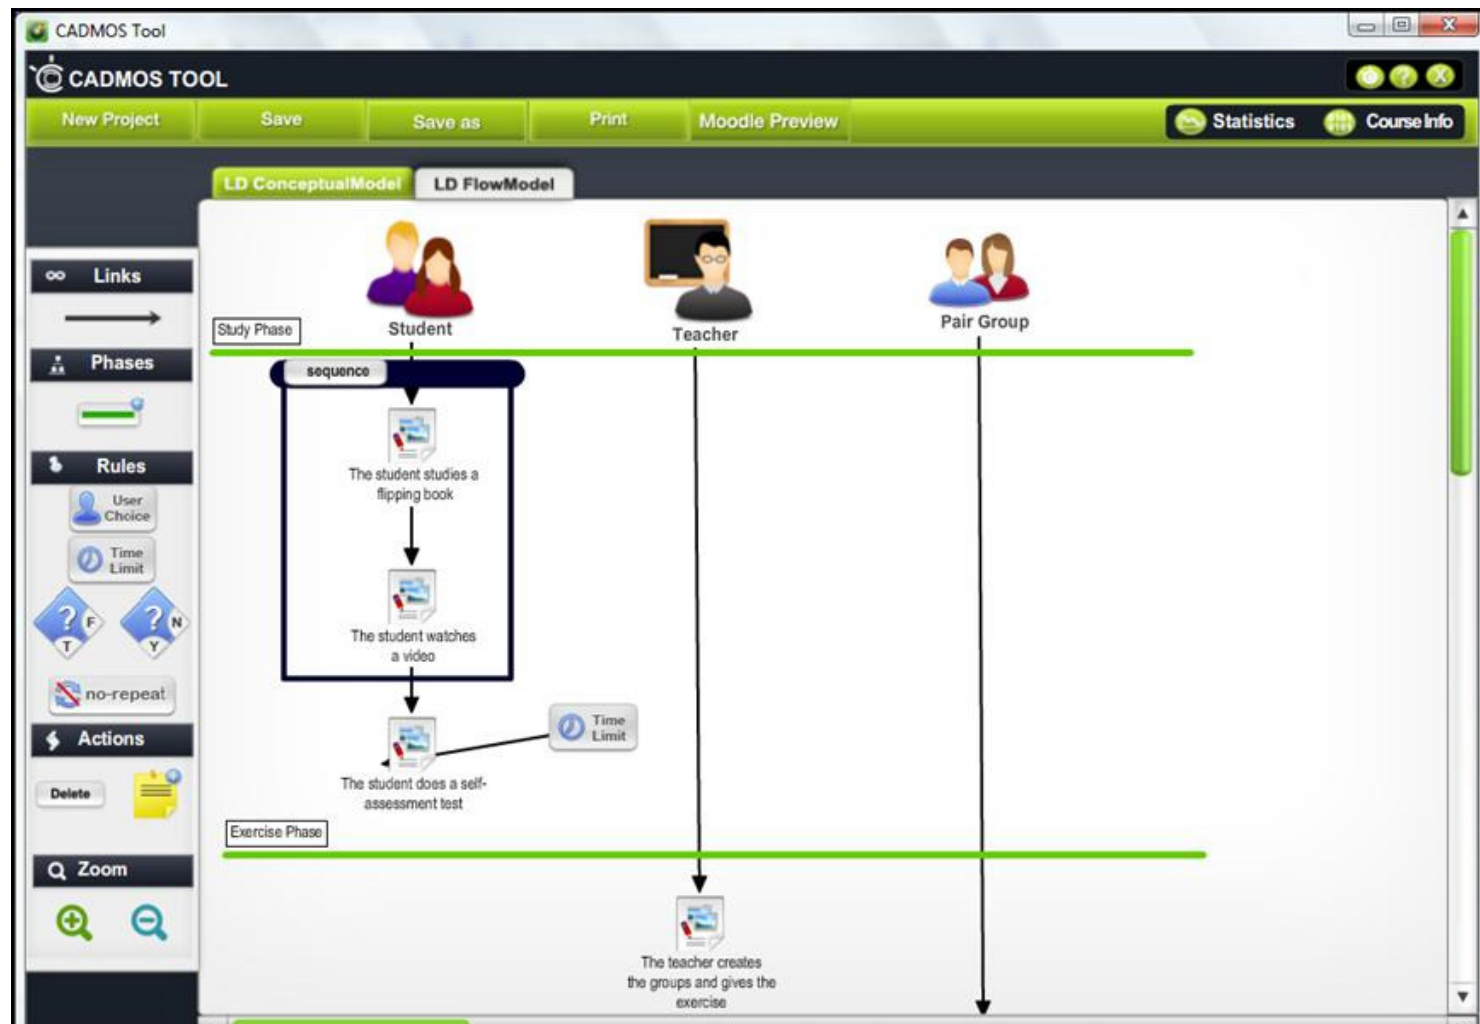 CADMOS Tool
CADMOS TOOL
New Project
Save
Save as
Print
Moodle Preview
Statistics
Course Info
LD ConceptualModel
LD FlowModel
Links
Phases
Rules
User
Choice
Time
Limit
? F
T
? N
Y
no-repeat
Actions
Delete
Zoom
Student
Teacher
Pair Group
Study Phase
sequence
The student studies a
flipping book
The student watches
a video
Time
Limit
The student does a self-
assessment test
Exercise Phase
The teacher creates
the groups and gives the
exercise